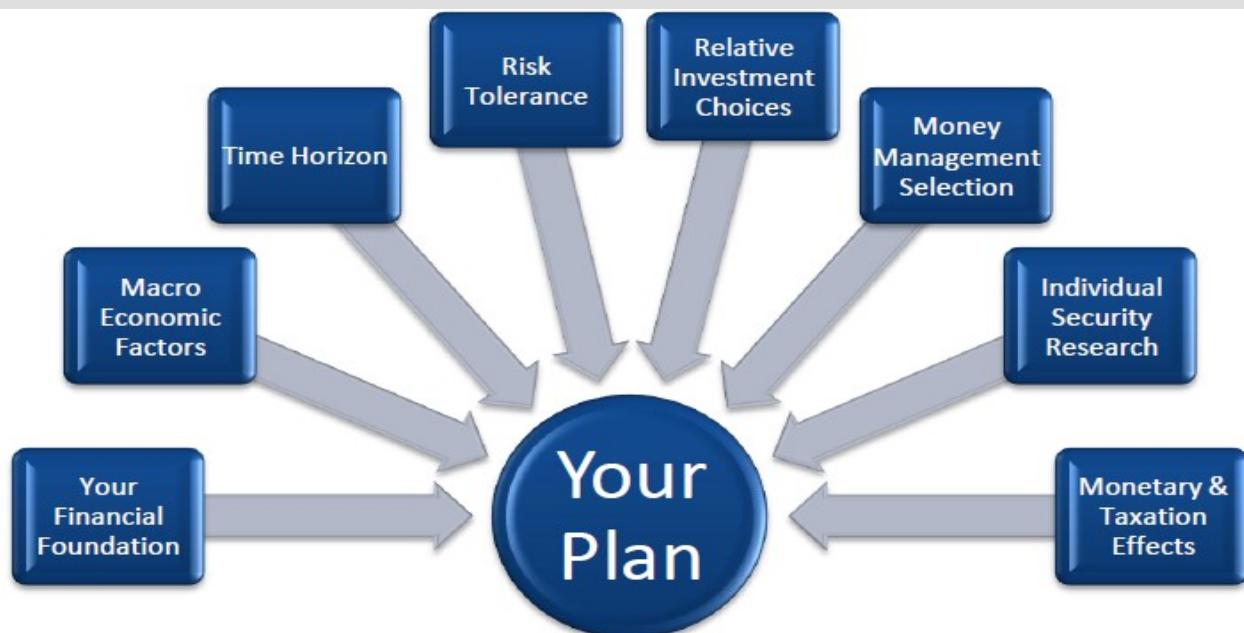 Your
Financial
Foundation
Macro
Economic
Factors
Time Horizon
Risk
Tolerance
Relative
Investment
Choices
Money
Management
Selection
Individual
Security
Research
Monetary &
Taxation
Effects
Your
Plan